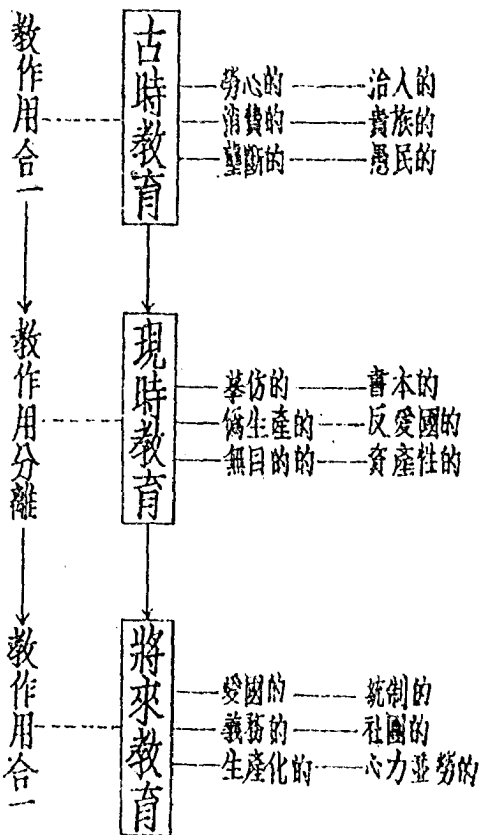 教作用合一
古時教育
勞心的 治人的
消費的 貴族的
壟斷的 愚民的
教作用分離
現時教育
摹仿的 書本的
偽生產的 反愛國的
無目的的 資產性的
教作用合一
將來教育
愛國的 統制的
義務的 社團的
生產化的 心力並勞的